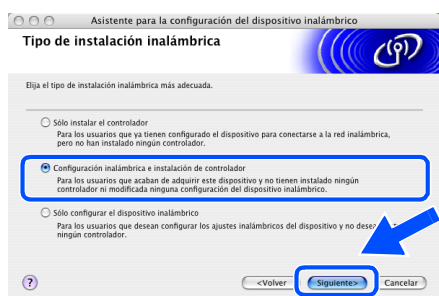 Asistente para la configuración del dispositivo inalámbrico
Tipo de instalación inalámbrica
Elija el tipo de instalación inalámbrica más adecuada.
Sólo instalar el controlador
Para los usuarios que ya tienen configurado el dispositivo para conectarse a la red inalámbrica,
pero no han instalado ningún controlador.
Configuración inalámbrica e instalación de controlador
Para los usuarios que acaban de adquirir este dispositivo y no tienen instalado ningún
controlador ni modificada ninguna configuración del dispositivo inalámbrico.
Sólo configurar el dispositivo inalámbrico
Para los usuarios que desean configurar los ajustes inalámbricos del dispositivo y no
ningún controlador.
? <Volver Siguiente> Cancelar